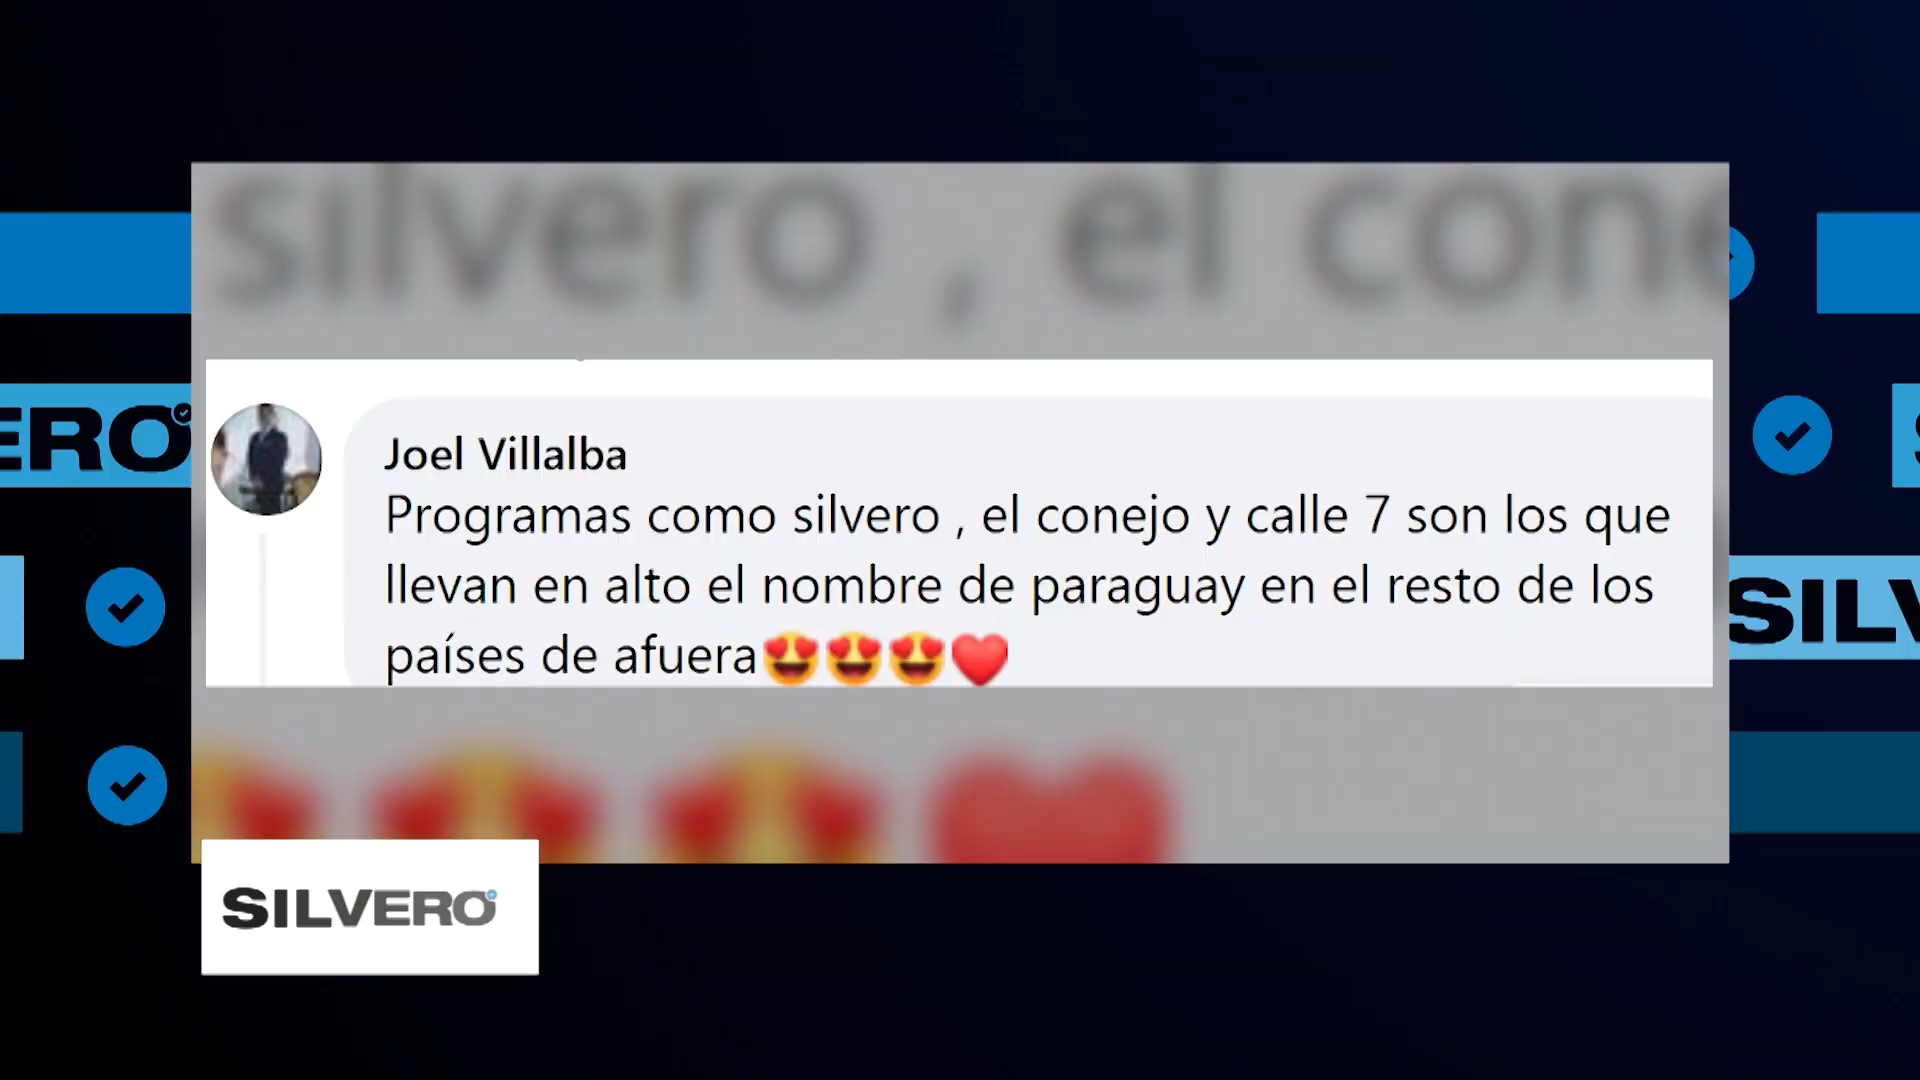 silvero , el cone
ERO
Joel Villalba
Programas como silvero , el conejo y calle 7 son los que
llevan en alto el nombre de paraguay en el resto de los
países de afuera😍😍😍❤️
SILV
SILVERO